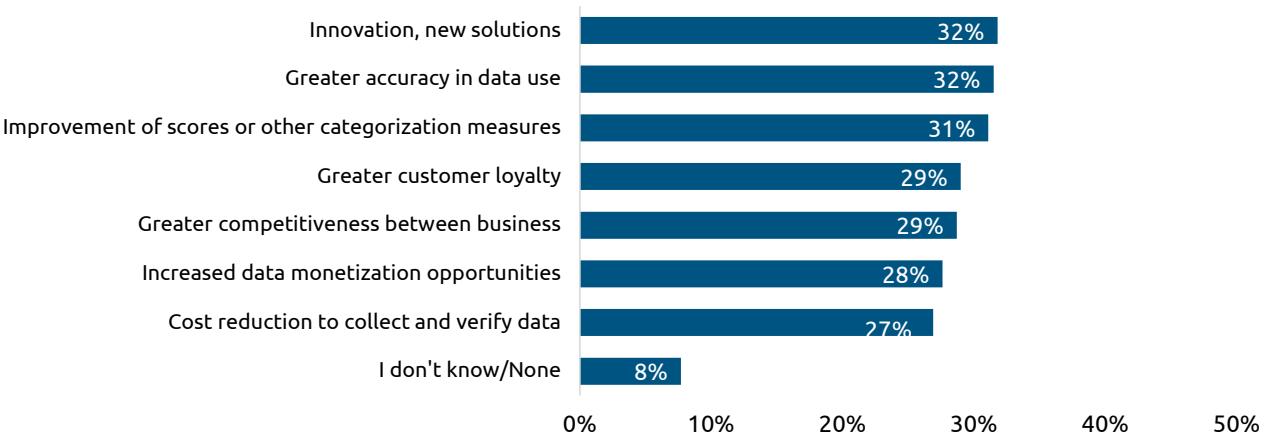 Innovation, new solutions 32%
Greater accuracy in data use 32%
Improvement of scores or other categorization measures 31%
Greater customer loyalty 29%
Greater competitiveness between business 29%
Increased data monetization opportunities 28%
Cost reduction to collect and verify data 27%
I don't know/None 8%
0% 10% 20% 30% 40% 50%